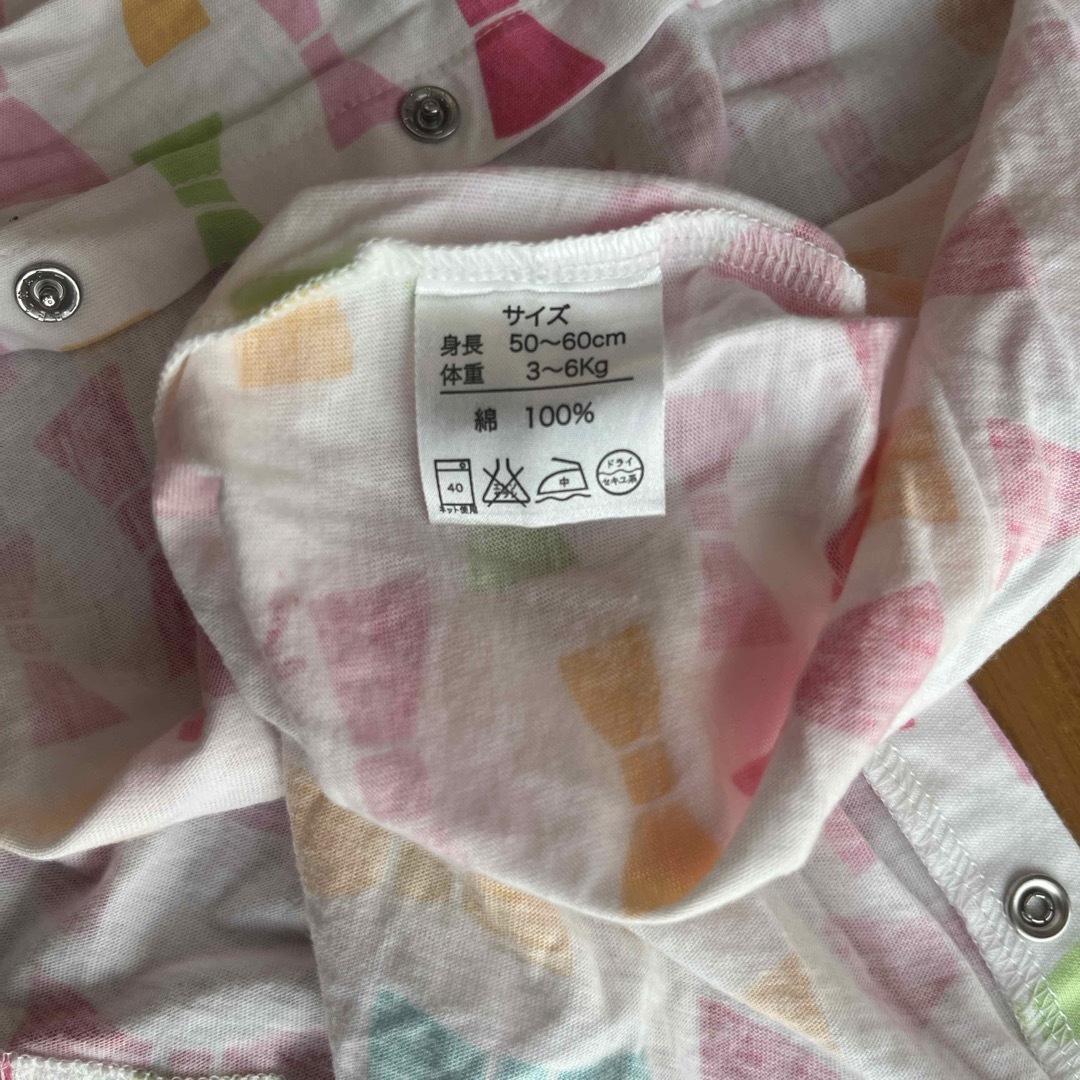 サイズ
身長 50～60cm
体重 3～6Kg
綿 100%
40
ネット使用
中
ドライ
セキユ系